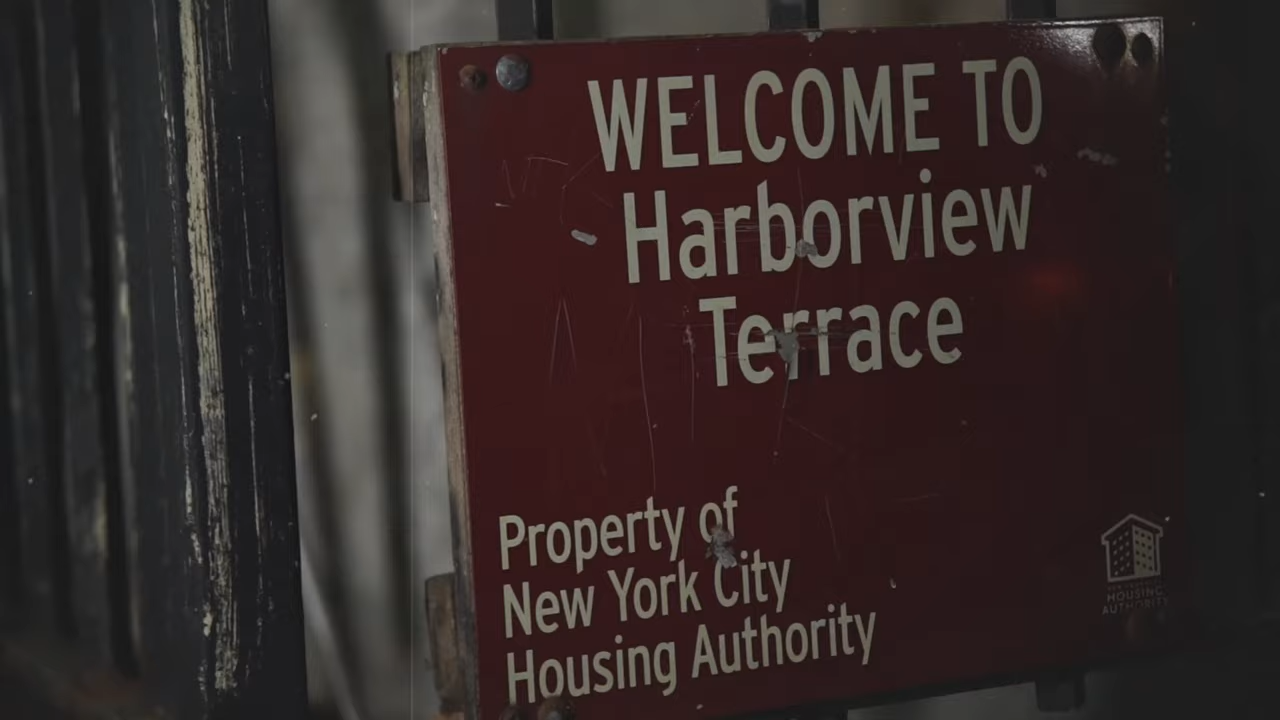 WELCOME TO
Harborview
Terrace
Property of
New York City
Housing Authority
HOUSING
AUTHORITY